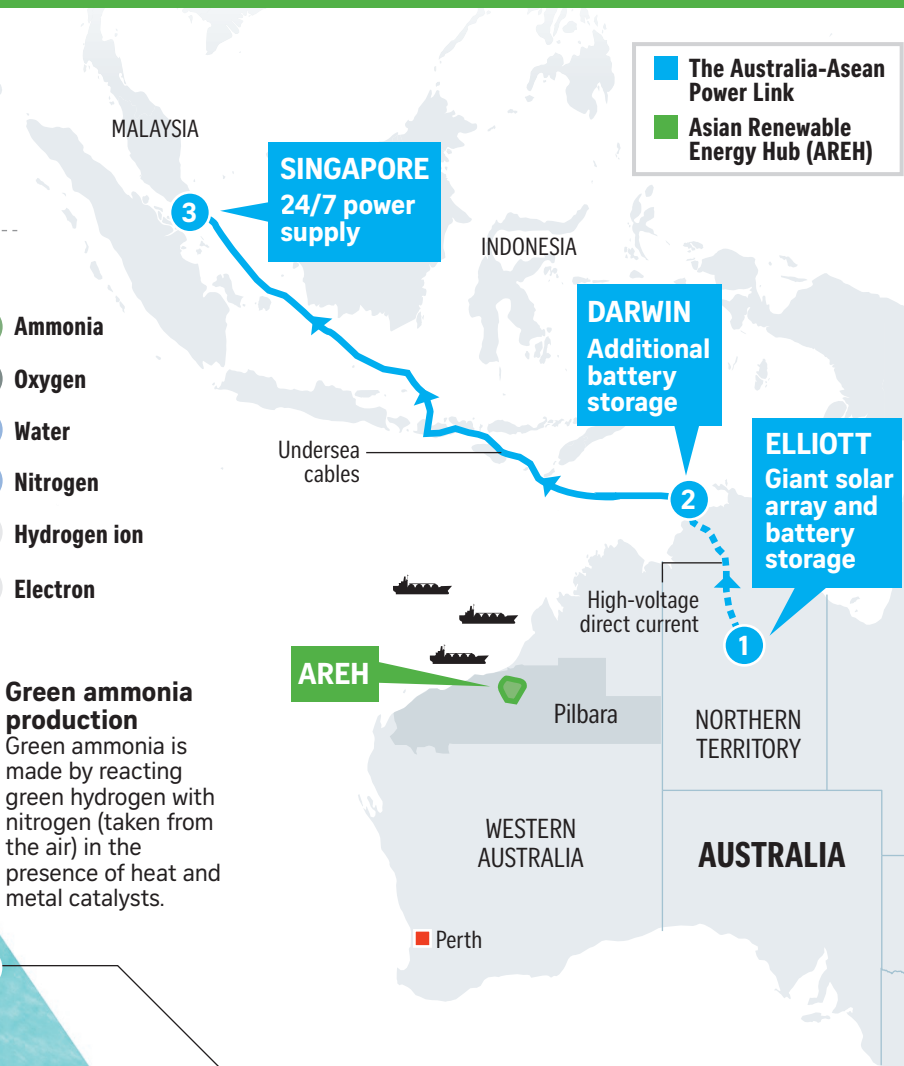 The Australia-Asean
Power Link
Asian Renewable
Energy Hub (AREH)
MALAYSIA
SINGAPORE
24/7 power
supply
3
INDONESIA
DARWIN
Additional
battery
storage
Ammonia
Oxygen
Water
Nitrogen
Hydrogen ion
Electron
Undersea
cables
ELLIOTT
Giant solar
array and
battery
storage
2
High-voltage
direct current
1
AREH
Pilbara
NORTHERN
TERRITORY
Green ammonia
production
Green ammonia is
made by reacting
green hydrogen with
nitrogen (taken from
the air) in the
presence of heat and
metal catalysts.
WESTERN
AUSTRALIA
AUSTRALIA
Perth